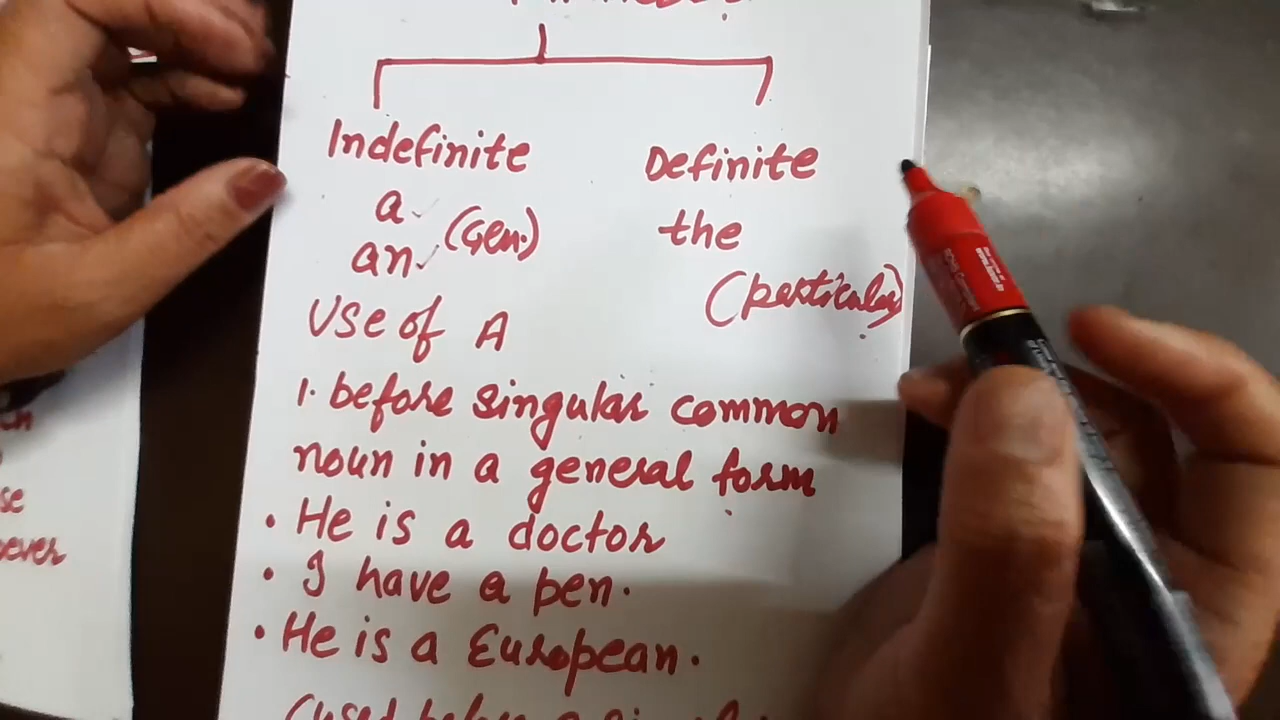 Indefinite
Definite
a
an (Gen.)
the
(particular)
Use of A
1. before singular common
noun in a general form
• He is a doctor
• I have a pen.
• He is a European.
se